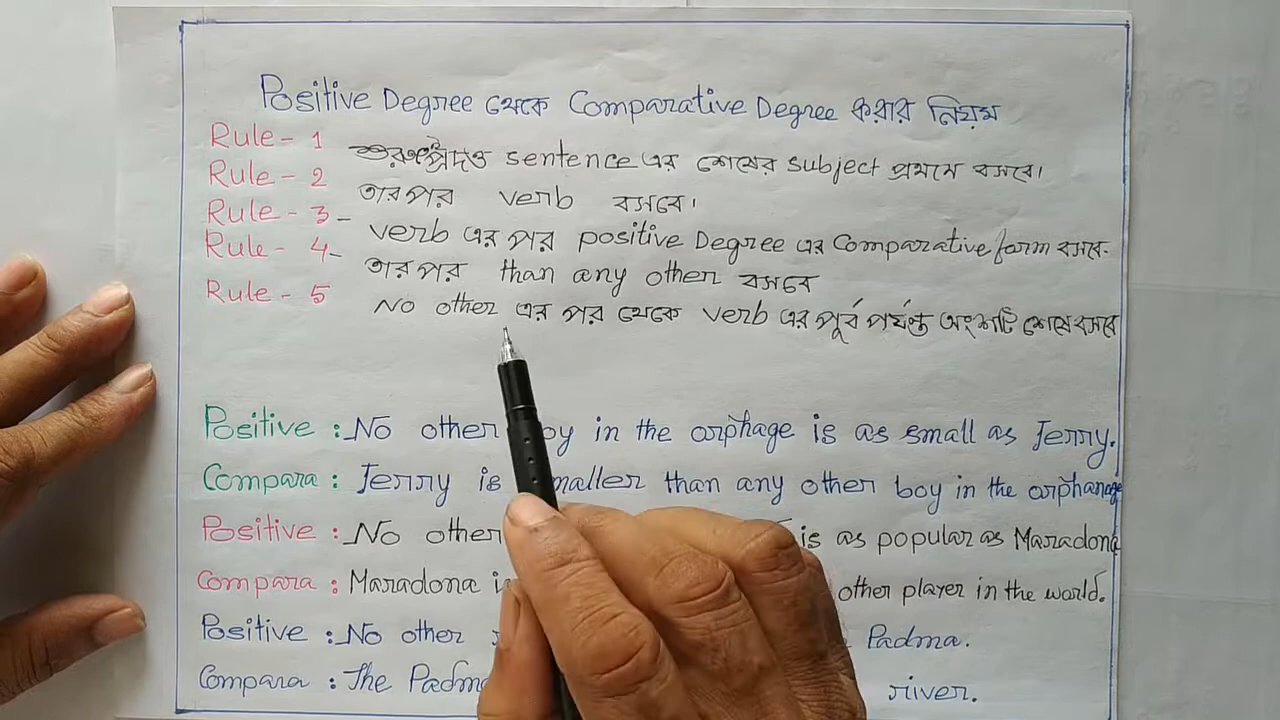 Positive Degree থেকে Comparative Degree করার নিয়ম
Rule - 1 প্রদত্ত sentence এর শেষের subject প্রথমে বসবে।
Rule - 2 তারপর verb বসবে।
Rule - 3 - verb এর পর positive Degree এর Comparative form বসবে-
Rule - 4 - তারপর than any other বসবে
Rule - 5 No other এর পর থেকে verb এর পূর্ব পর্যন্ত অংশটি শেষে বসবে
Positive : No other boy in the orphage is as small as Jerry.
Compara : Jerry is smaller than any other boy in the orphanage
Positive : No other is as popular as Maradona
Compara : Maradona other player in the world.
Positive : No other Padma.
Compara : The Padma river.